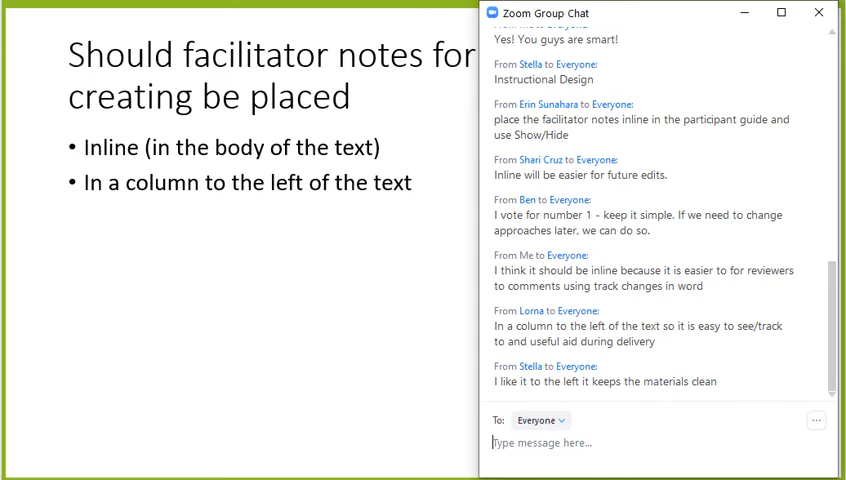 Should facilitator notes for
creating be placed
• Inline (in the body of the text)
• In a column to the left of the text
Zoom Group Chat
Yes! You guys are smart!
From Stella to Everyone:
Instructional Design
From Erin Sunahara to Everyone:
place the facilitator notes inline in the participant guide and
use Show/Hide
From Shari Cruz to Everyone:
Inline will be easier for future edits.
From Ben to Everyone:
I vote for number 1 - keep it simple. If we need to change
approaches later, we can do so.
From Me to Everyone:
I think it should be inline because it is easier to for reviewers
to comments using track changes in word
From Lorna to Everyone:
In a column to the left of the text so it is easy to see/track
to and useful aid during delivery
From Stella to Everyone:
I like it to the left it keeps the materials clean
To: Everyone
Type message here...